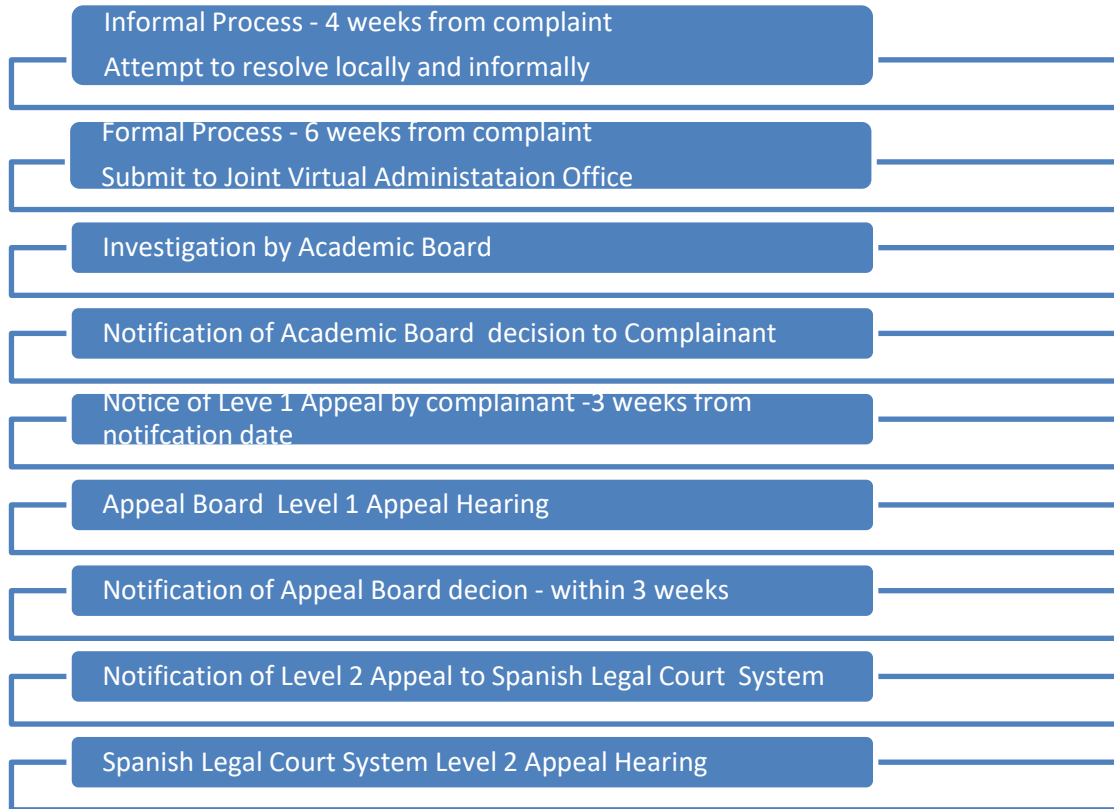 Informal Process - 4 weeks from complaint
Attempt to resolve locally and informally
Formal Process - 6 weeks from complaint
Submit to Joint Virtual Administataion Office
Investigation by Academic Board
Notification of Academic Board  decision to Complainant
Notice of Leve 1 Appeal by complainant -3 weeks from
notifcation date
Appeal Board  Level 1 Appeal Hearing
Notification of Appeal Board decion - within 3 weeks
Notification of Level 2 Appeal to Spanish Legal Court  System
Spanish Legal Court System Level 2 Appeal Hearing